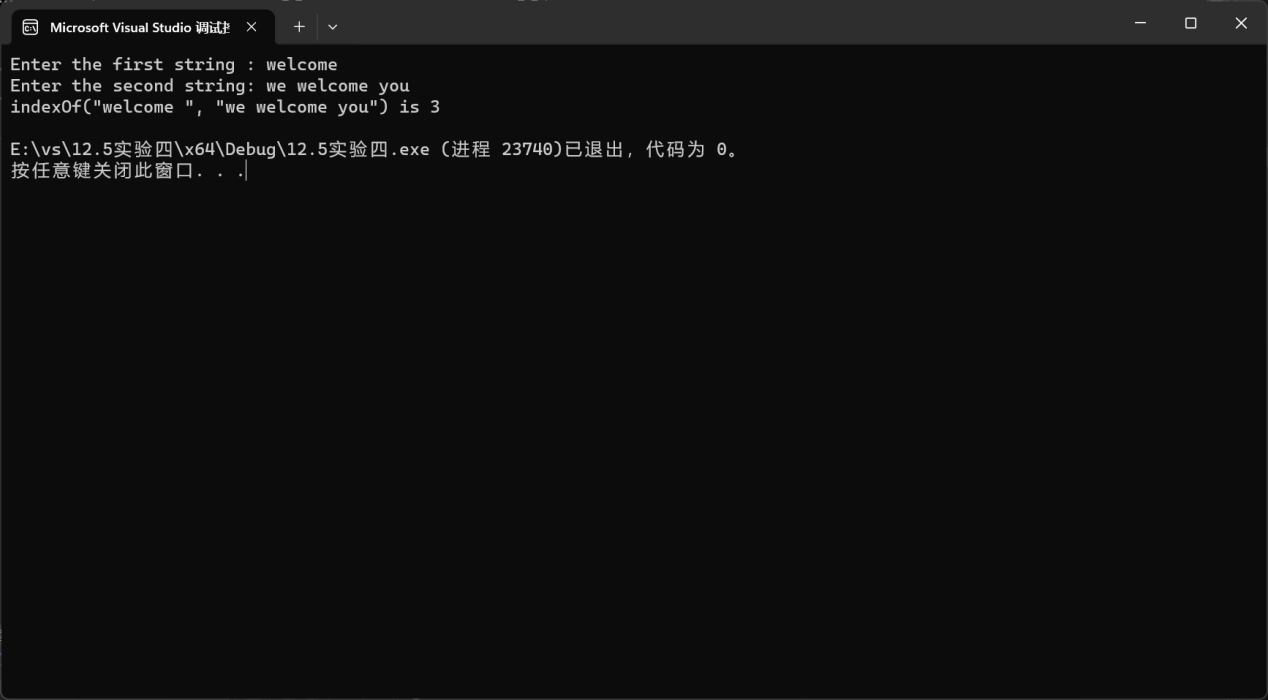 Microsoft Visual Studio 调试
Enter the first string : welcome
Enter the second string: we welcome you
indexOf("welcome ", "we welcome you") is 3
E:\vs\12.5实验四\x64\Debug\12.5实验四.exe (进程 23740)已退出，代码为 0。
按任意键关闭此窗口. . .